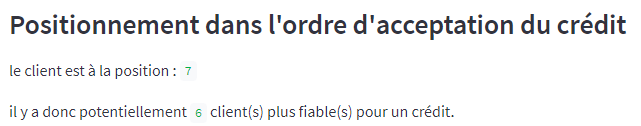 Positionnement dans l'ordre d'acceptation du crédit
le client est à la position : 7
il y a donc potentiellement 6 client(s) plus fiable(s) pour un crédit.